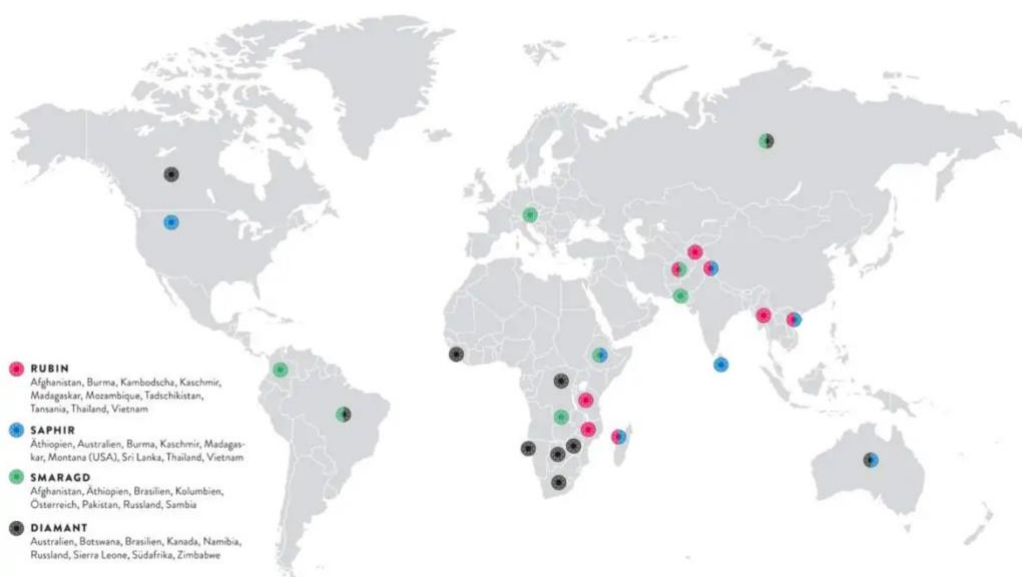 RUBIN
Afghanistan, Burma, Kambodscha, Kaschmir,
Madagaskar, Mozambique, Tadschikistan,
Tansania, Thailand, Vietnam
SAPHIR
Äthiopien, Australien, Burma, Kaschmir, Madagas-
kar, Montana (USA), Sri Lanka, Thailand, Vietnam
SMARAGD
Afghanistan, Äthiopien, Brasilien, Kolumbien,
Österreich, Pakistan, Russland, Sambia
DIAMANT
Australien, Botswana, Brasilien, Kanada, Namibia,
Russland, Sierra Leone, Südafrika, Zimbabwe